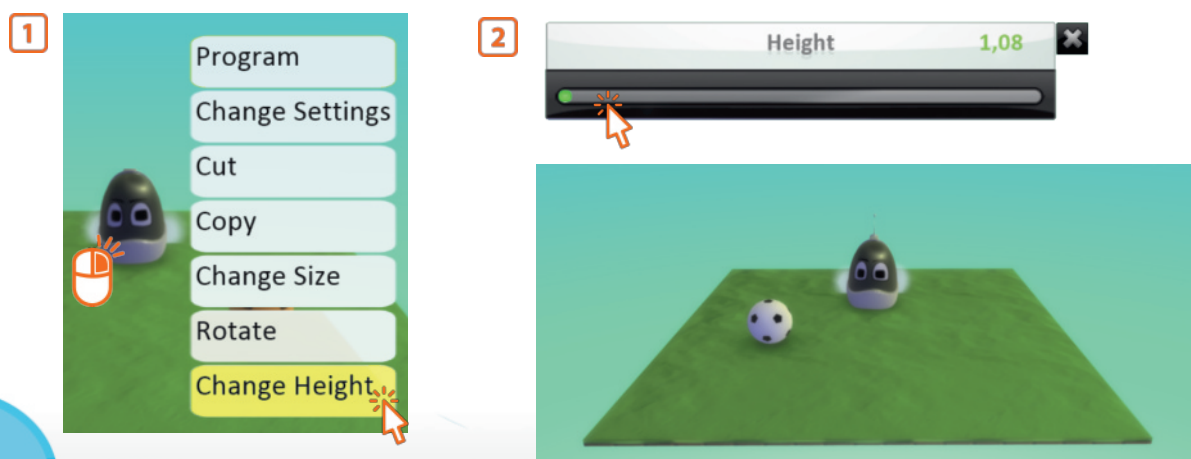 1
Program
Change Settings
Cut
Copy
Change Size
Rotate
Change Height
2
Height 1,08